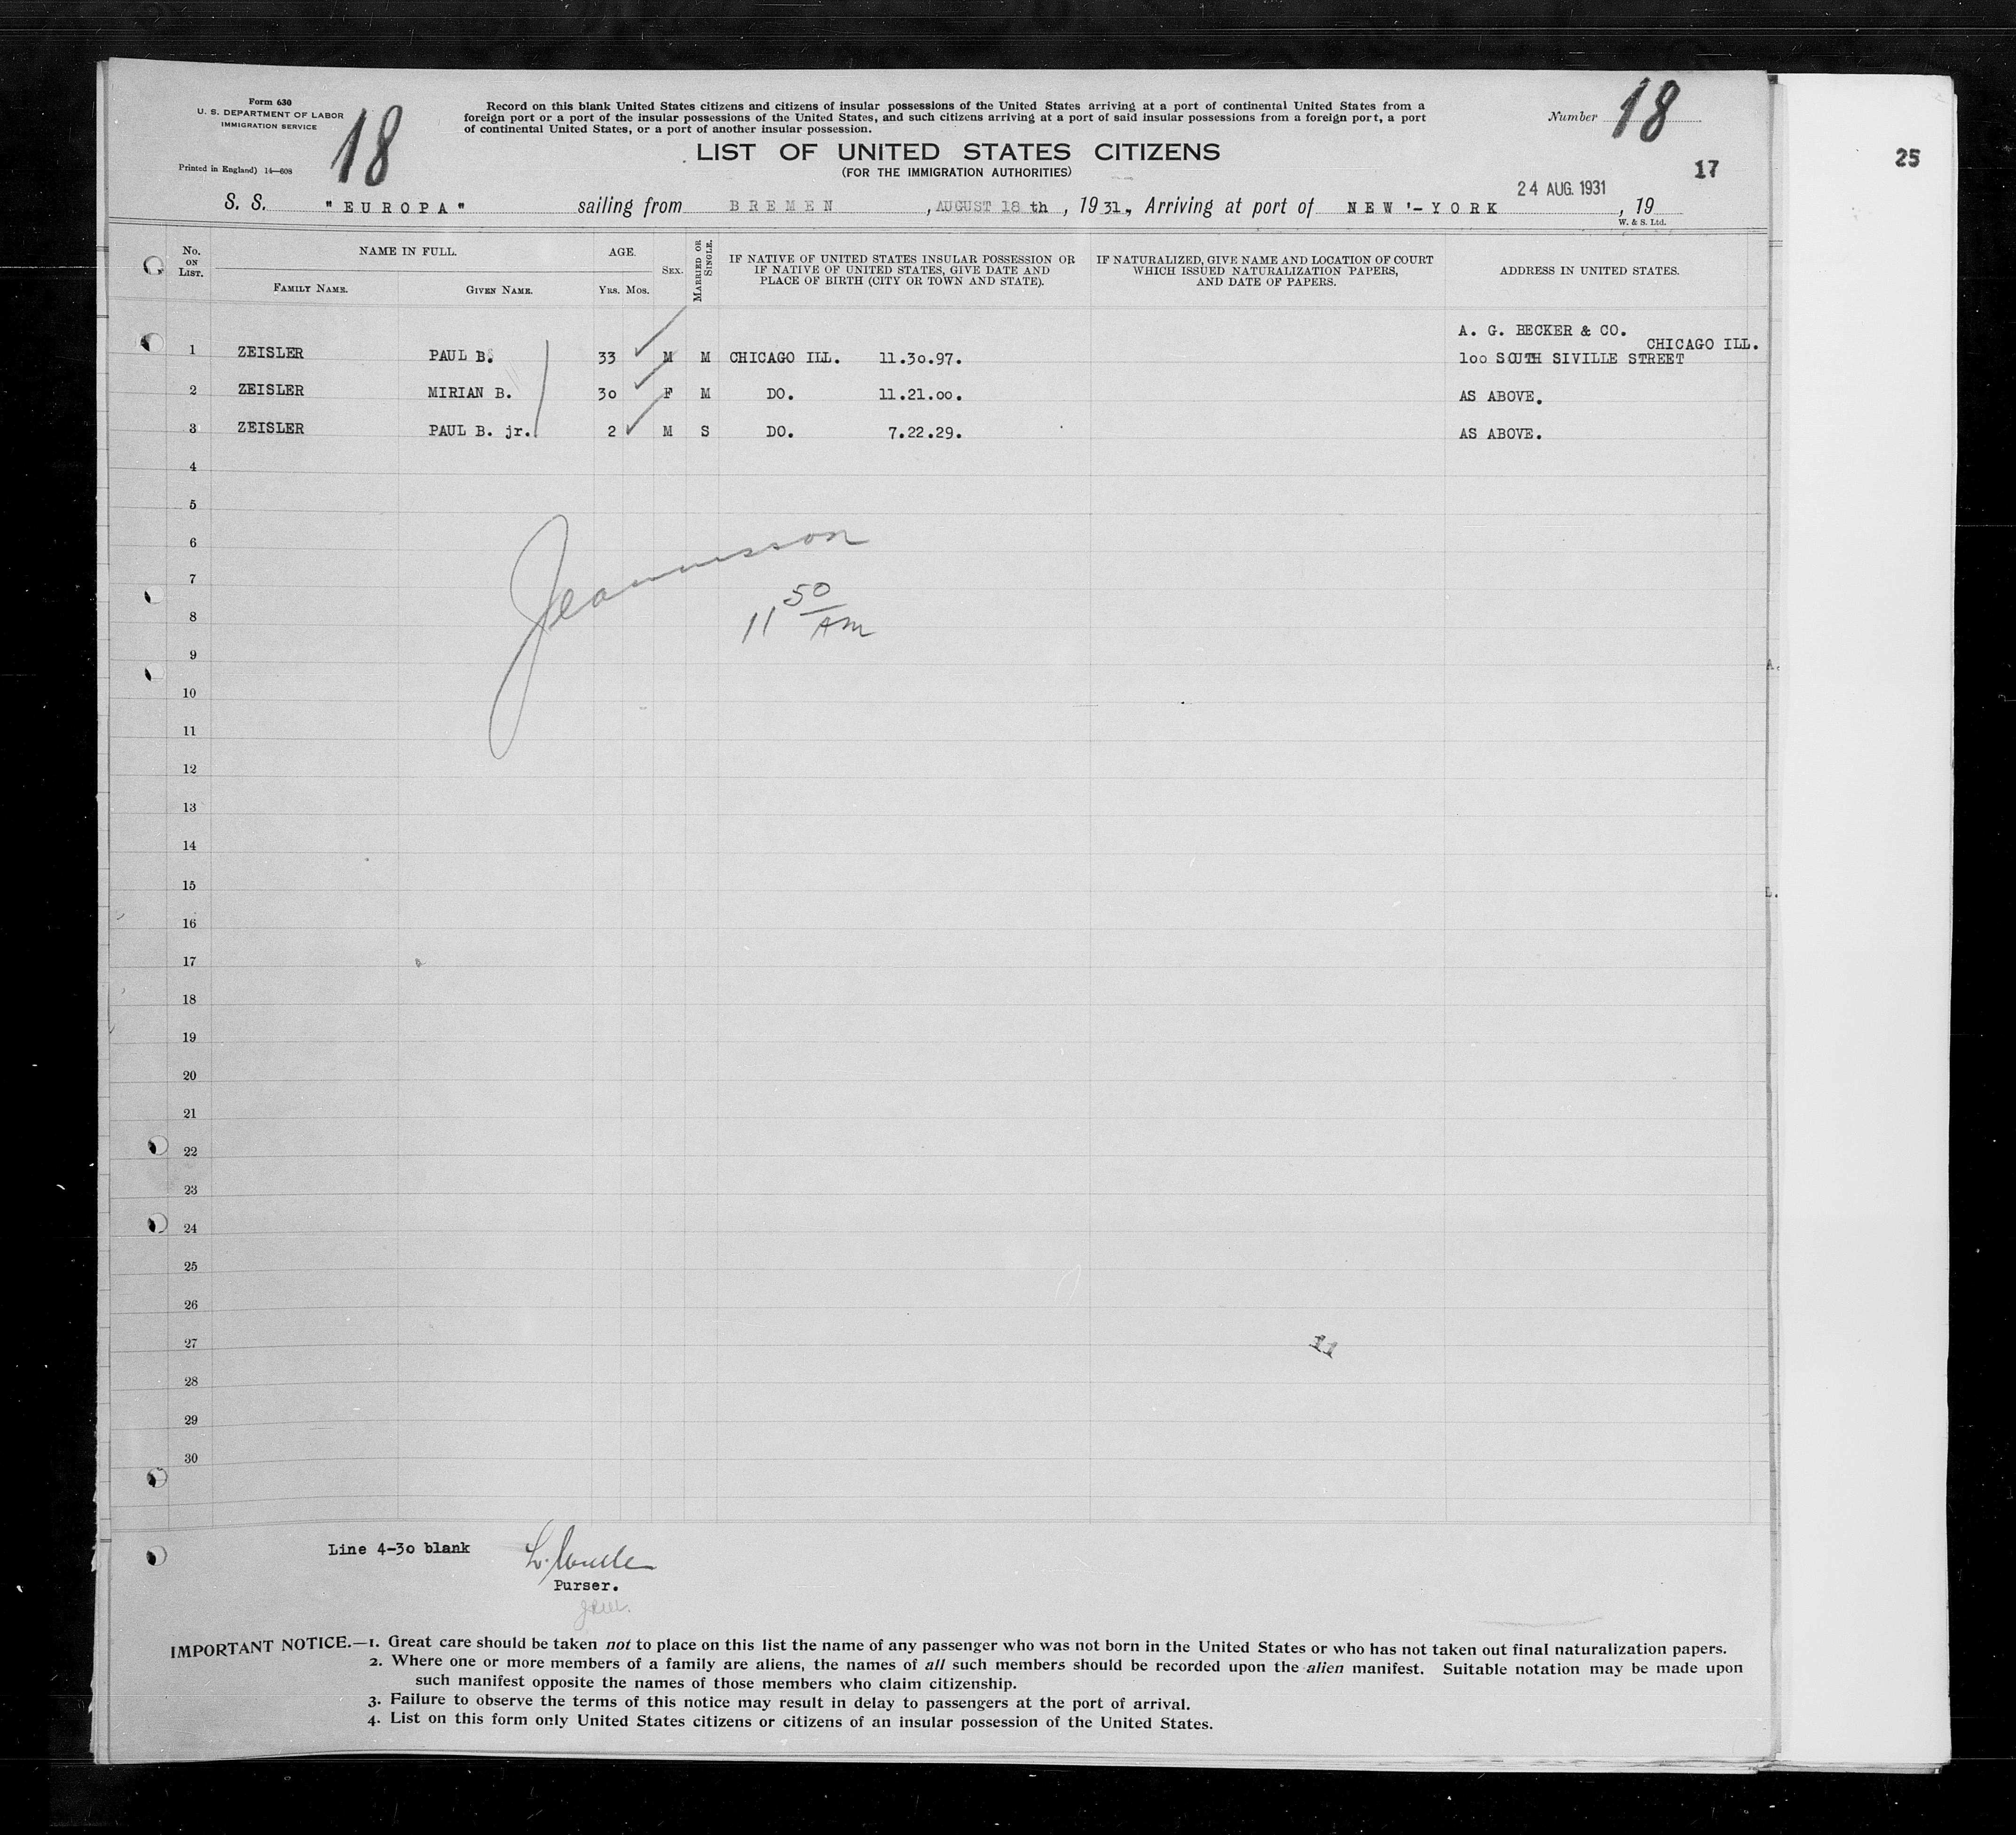 Form 630
U. S. DEPARTMENT OF LABOR
IMMIGRATION SERVICE
Printed in England) 14—608
18
Record on this blank United States citizens and citizens of insular possessions of the United States arriving at a port of continental United States from a
foreign port or a port of the insular possessions of the United States, and such citizens arriving at a port of said insular possessions from a foreign port, a port
of continental United States, or a port of another insular possession.
Number 18
LIST OF UNITED STATES CITIZENS
(FOR THE IMMIGRATION AUTHORITIES)
17
25
24 AUG. 1931
S. S. "EUROPA" sailing from BREMEN, AUGUST 18 th, 1931., Arriving at port of NEW'-YORK, 19
W. & S. Ltd.
No. ON LIST.
NAME IN FULL.
FAMILY NAME. GIVEN NAME.
AGE.
YRS. MOS.
SEX.
MARRIED OR SINGLE.
IF NATIVE OF UNITED STATES INSULAR POSSESSION OR
IF NATIVE OF UNITED STATES, GIVE DATE AND
PLACE OF BIRTH (CITY OR TOWN AND STATE).
IF NATURALIZED, GIVE NAME AND LOCATION OF COURT
WHICH ISSUED NATURALIZATION PAPERS,
AND DATE OF PAPERS.
ADDRESS IN UNITED STATES.
A. G. BECKER & CO.
CHICAGO ILL.
1 ZEISLER PAUL B. 33 M M CHICAGO ILL. 11.30.97. 100 SOUTH SIVILLE STREET
2 ZEISLER MIRIAN B. 30 F M DO. 11.21.00. AS ABOVE.
3 ZEISLER PAUL B. jr. 2 M S DO. 7.22.29. AS ABOVE.
4
5
6
7
8
9
10
11
12
13
14
15
16
17
18
19
20
21
22
23
24
25
26
27
28
29
30
11 50 AM
11
Line 4-30 blank
Purser.
IMPORTANT NOTICE.—1. Great care should be taken not to place on this list the name of any passenger who was not born in the United States or who has not taken out final naturalization papers.
2. Where one or more members of a family are aliens, the names of all such members should be recorded upon the alien manifest. Suitable notation may be made upon
such manifest opposite the names of those members who claim citizenship.
3. Failure to observe the terms of this notice may result in delay to passengers at the port of arrival.
4. List on this form only United States citizens or citizens of an insular possession of the United States.